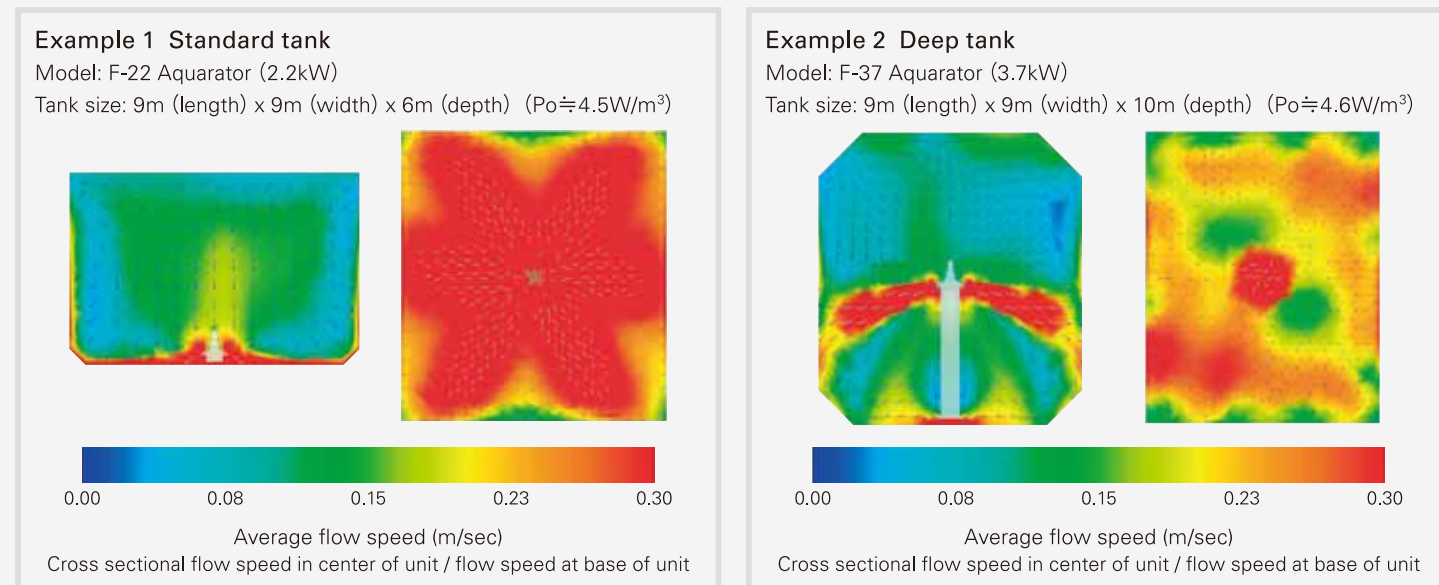 Example 1 Standard tank
Model: F-22 Aquarator (2.2kW)
Tank size: 9m (length) x 9m (width) x 6m (depth) (Po≒4.5W/m³)
0.00 0.08 0.15 0.23 0.30
Average flow speed (m/sec)
Cross sectional flow speed in center of unit / flow speed at base of unit
Example 2 Deep tank
Model: F-37 Aquarator (3.7kW)
Tank size: 9m (length) x 9m (width) x 10m (depth) (Po≒4.6W/m³)
0.00 0.08 0.15 0.23 0.30
Average flow speed (m/sec)
Cross sectional flow speed in center of unit / flow speed at base of unit